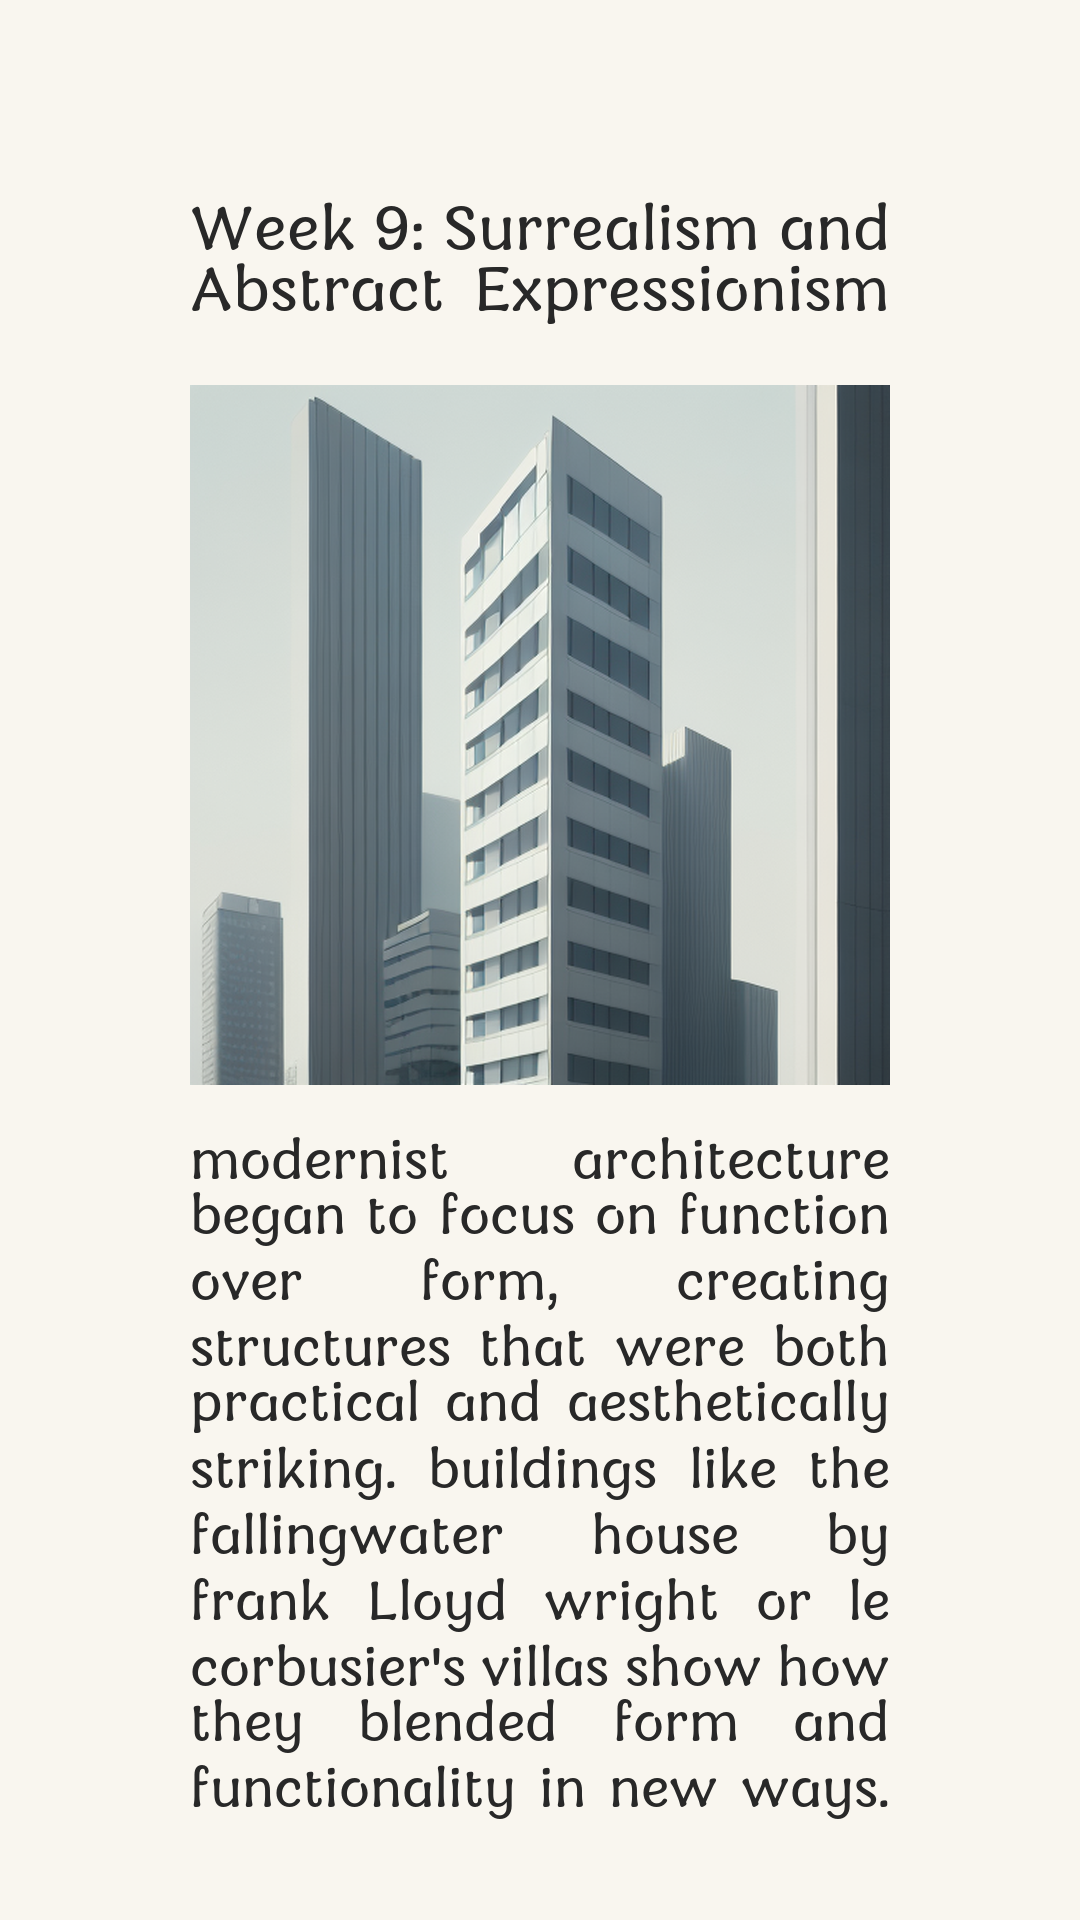 Week 9: Surrealism and
Abstract Expressionism
modernist architecture
began to focus on function
over form, creating
structures that were both
practical and aesthetically
striking. buildings like the
fallingwater house by
frank Lloyd wright or le
corbusier's villas show how
they blended form and
functionality in new ways.